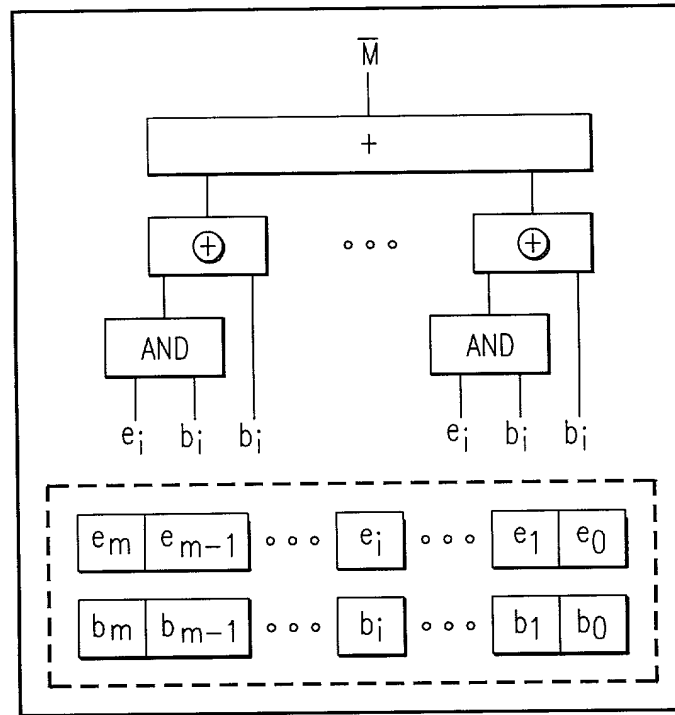 M̅
+
⊕ ∘ ∘ ∘ ⊕
AND AND
eᵢ bᵢ bᵢ eᵢ bᵢ bᵢ
eₘ eₘ₋₁ ∘ ∘ ∘ eᵢ ∘ ∘ ∘ e₁ e₀
bₘ bₘ₋₁ ∘ ∘ ∘ bᵢ ∘ ∘ ∘ b₁ b₀